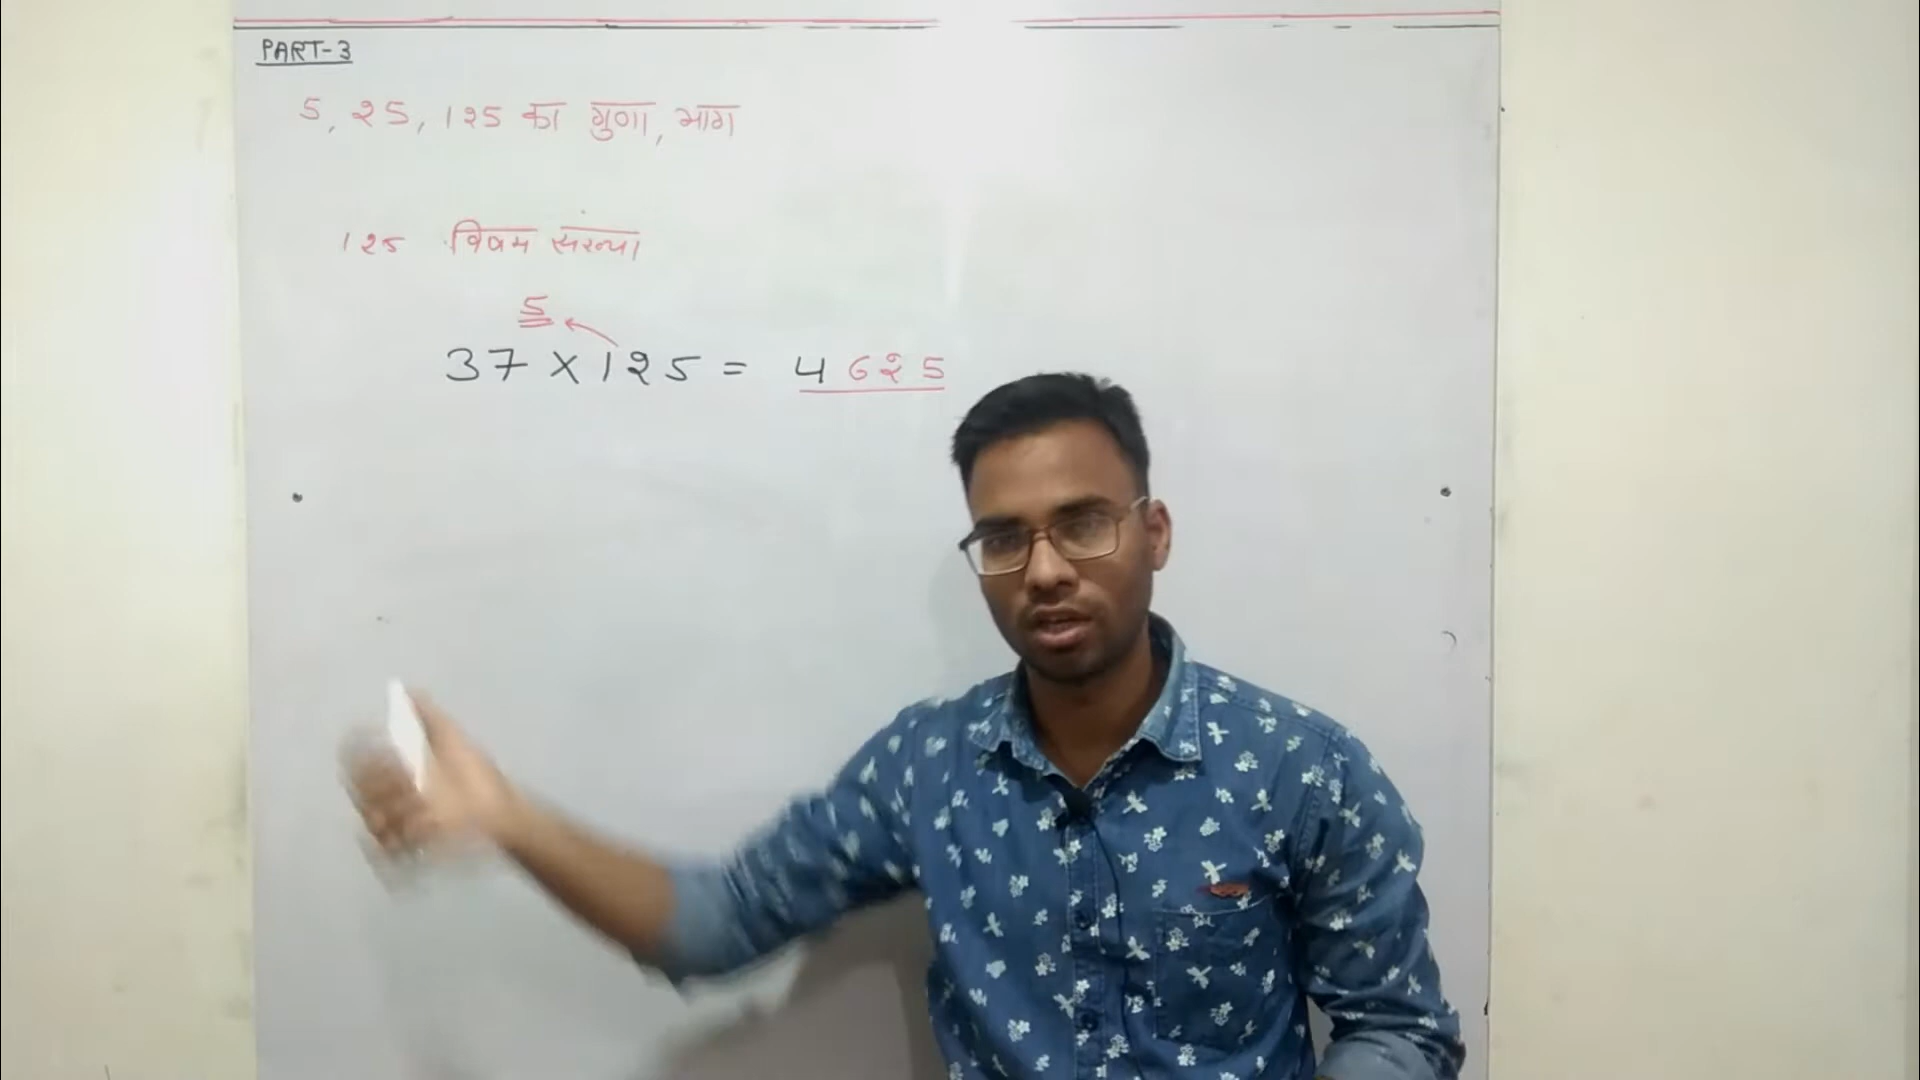 PART-3
5, 25, 125 का गुणा, भाग
125 विषम संख्या
5
37 X 125 = 4625